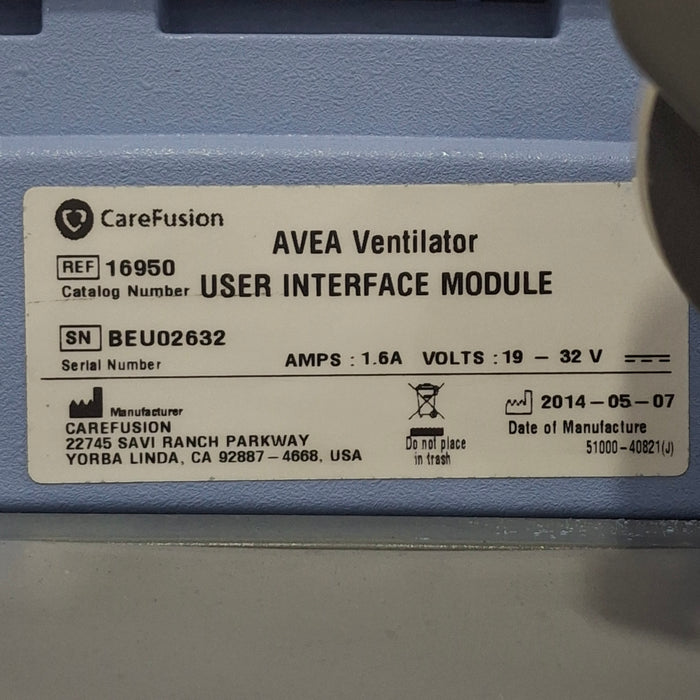 CareFusion
AVEA Ventilator
REF 16950
Catalog Number
USER INTERFACE MODULE
SN BEU02632
Serial Number
AMPS : 1.6A VOLTS : 19 – 32 V
Manufacturer
CAREFUSION
22745 SAVI RANCH PARKWAY
YORBA LINDA, CA 92887–4668, USA
Do not place
in trash
2014–05–07
Date of Manufacture
51000–40821(J)